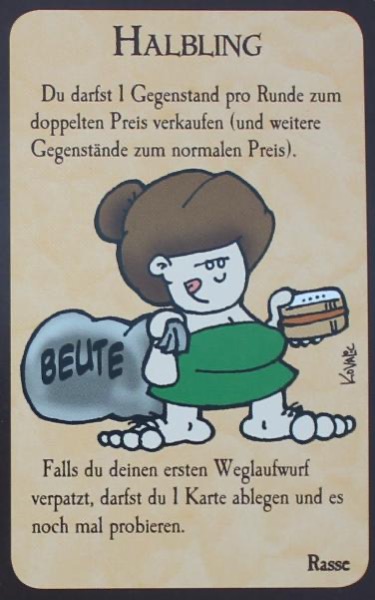 HALBLING
Du darfst 1 Gegenstand pro Runde zum
doppelten Preis verkaufen (und weitere
Gegenstände zum normalen Preis).
BEUTE
KOVALIC
Falls du deinen ersten Weglaufwurf
verpatzt, darfst du 1 Karte ablegen und es
noch mal probieren.
Rasse